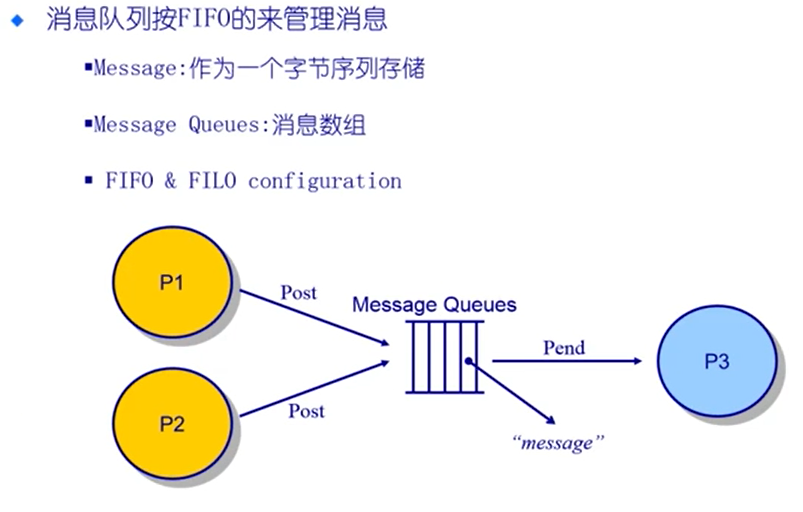 消息队列按FIFO的来管理消息
Message:作为一个字节序列存储
Message Queues:消息数组
FIFO & FILO configuration
P1
Post
Message Queues
Pend
P3
P2
Post
“message”